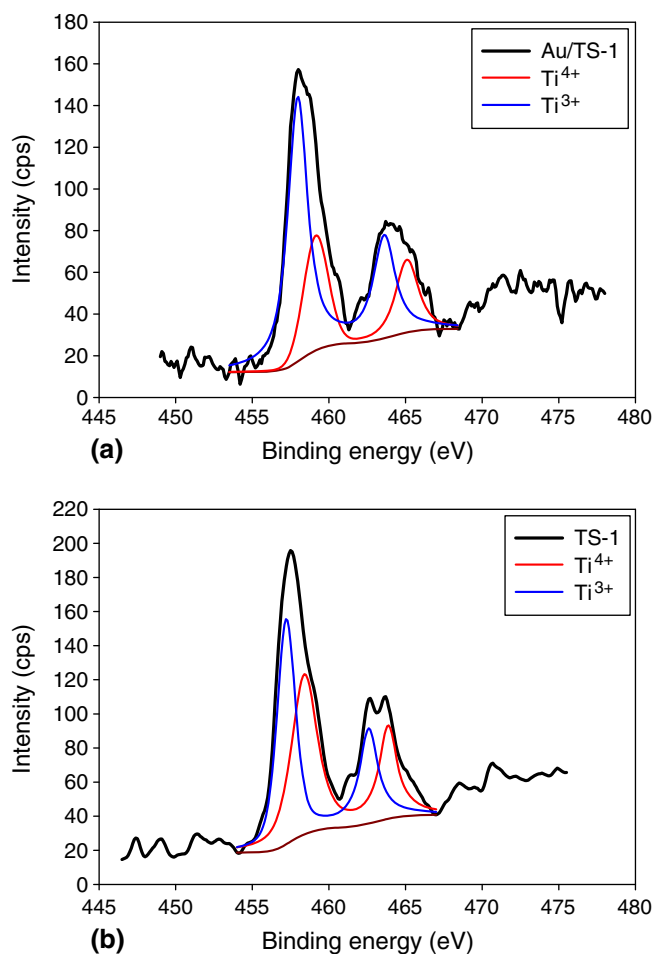 180
160
140
120
100
80
60
40
20
0
Intensity (cps)
Au/TS-1
Ti⁴⁺
Ti³⁺
445 450 455 460 465 470 475 480
(a) Binding energy (eV)
220
200
180
160
140
120
100
80
60
40
20
0
Intensity (cps)
TS-1
Ti⁴⁺
Ti³⁺
445 450 455 460 465 470 475 480
(b) Binding energy (eV)